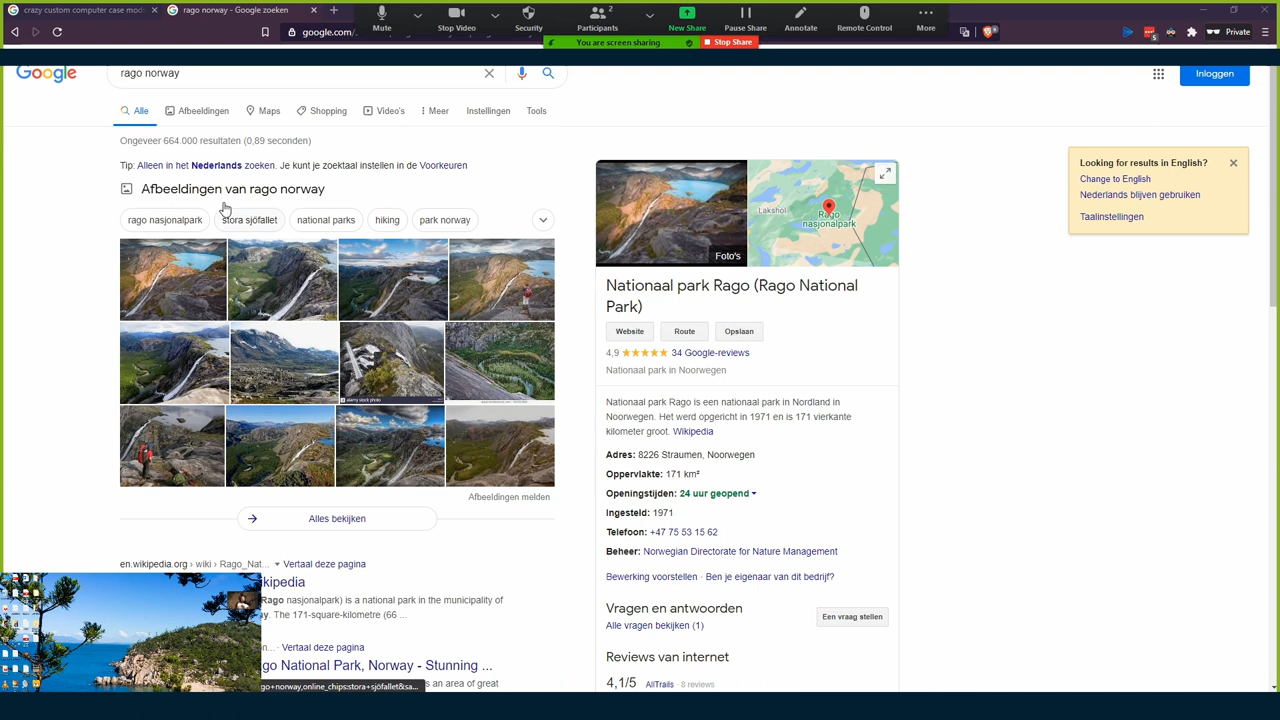 crazy custom computer case mods
rago norway - Google zoeken
Mute
Stop Video
Security
Participants
2
New Share
Pause Share
Annotate
Remote Control
More
google.com/
Private
You are screen sharing
Stop Share
Google
rago norway
Inloggen
Alle
Afbeeldingen
Maps
Shopping
Video's
Meer
Instellingen
Tools
Ongeveer 664.000 resultaten (0,89 seconden)
Tip: Alleen in het Nederlands zoeken. Je kunt je zoektaal instellen in de Voorkeuren
Afbeeldingen van rago norway
rago nasjonalpark
stora sjöfallet
national parks
hiking
park norway
Afbeeldingen melden
Alles bekijken
en.wikipedia.org › wiki › Rago_Nat... Vertaal deze pagina
kipedia
Rago nasjonalpark) is a national park in the municipality of
ay. The 171-square-kilometre (66 ...
Vertaal deze pagina
go National Park, Norway - Stunning ...
s an area of great
go+norway,online_chips:stora+sjöfallet&sa...
Lakshol
Rago
nasjonalpark
Foto's
Nationaal park Rago (Rago National
Park)
Website
Route
Opslaan
4,9 34 Google-reviews
Nationaal park in Noorwegen
Nationaal park Rago is een nationaal park in Nordland in
Noorwegen. Het werd opgericht in 1971 en is 171 vierkante
kilometer groot. Wikipedia
Adres: 8226 Straumen, Noorwegen
Oppervlakte: 171 km²
Openingstijden: 24 uur geopend
Ingesteld: 1971
Telefoon: +47 75 53 15 62
Beheer: Norwegian Directorate for Nature Management
Bewerking voorstellen · Ben je eigenaar van dit bedrijf?
Vragen en antwoorden
Alle vragen bekijken (1)
Een vraag stellen
Reviews van internet
4,1/5 AllTrails · 8 reviews
Looking for results in English?
Change to English
Nederlands blijven gebruiken
Taalinstellingen